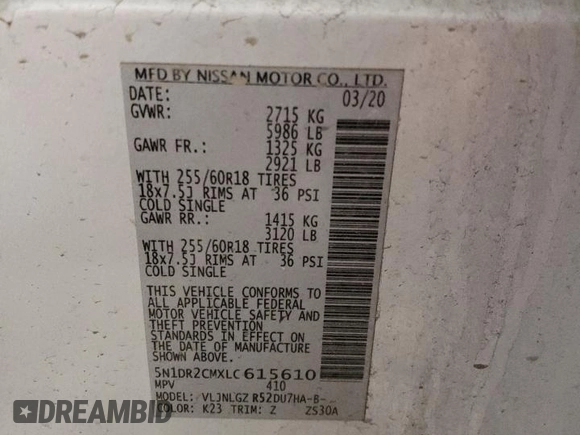 MFD BY NISSAN MOTOR CO., LTD.
DATE: 03/20
GVWR: 2715 KG
5986 LB
GAWR FR.: 1325 KG
2921 LB
WITH 255/60R18 TIRES
18x7.5J RIMS AT 36 PSI
COLD SINGLE
GAWR RR.: 1415 KG
3120 LB
WITH 255/60R18 TIRES
18x7.5J RIMS AT 36 PSI
COLD SINGLE
THIS VEHICLE CONFORMS TO
ALL APPLICABLE FEDERAL
MOTOR VEHICLE SAFETY AND
THEFT PREVENTION
STANDARDS IN EFFECT ON
THE DATE OF MANUFACTURE
SHOWN ABOVE.
5N1DR2CMXLC615610
MPV 410
MODEL: VLJNLGZ R52DU7HA-B-
COLOR: K23 TRIM: Z ZS30A
DREAMBID